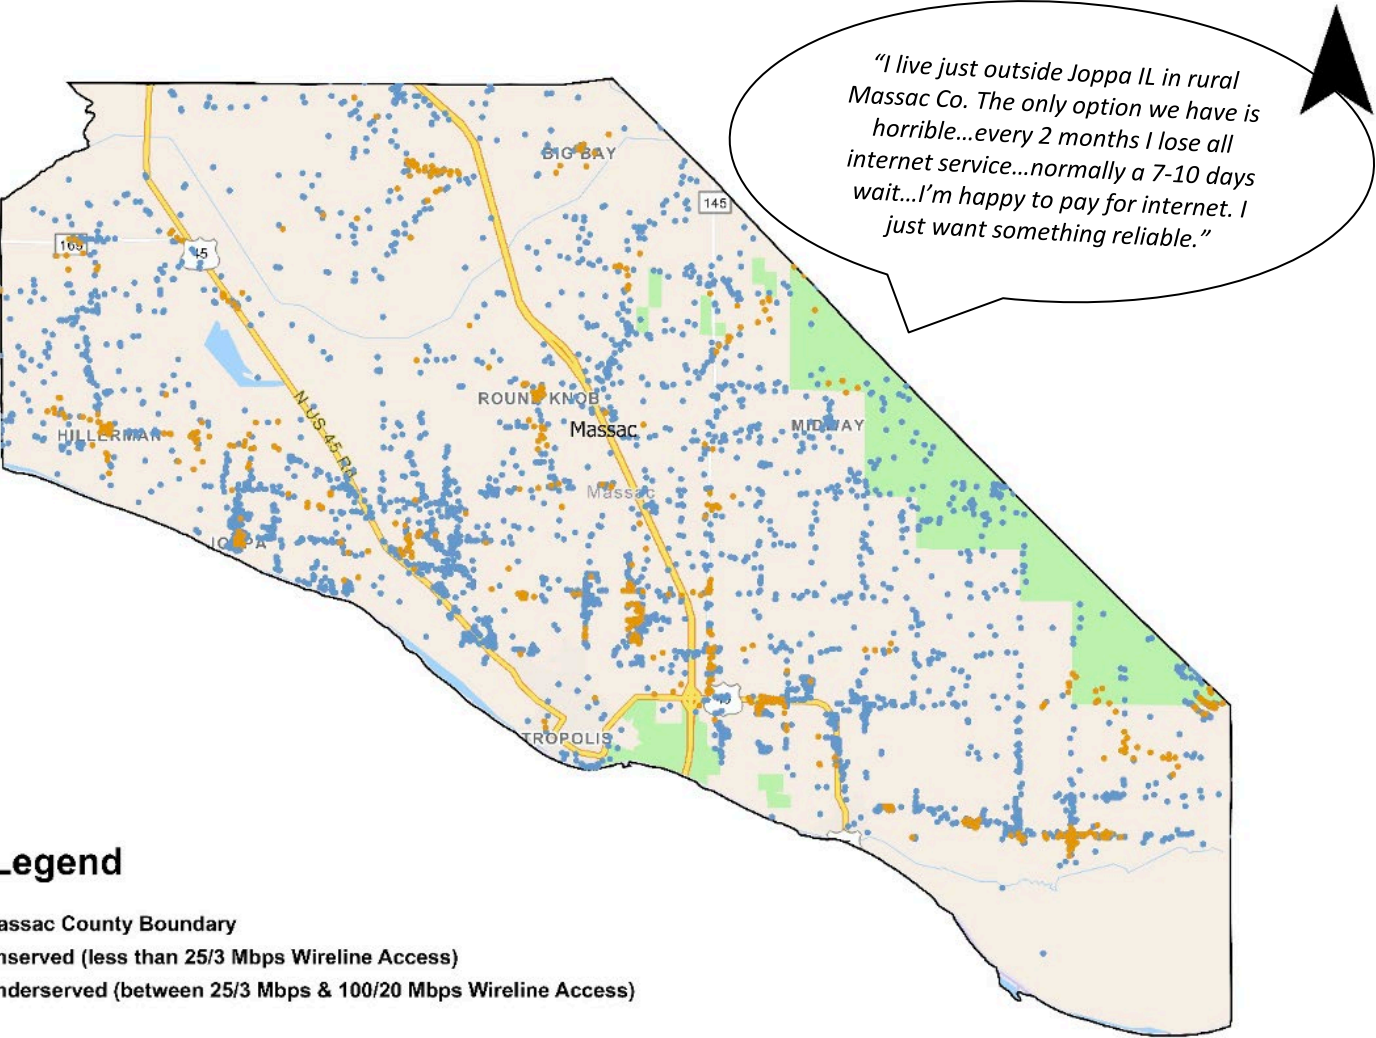 “I live just outside Joppa IL in rural
Massac Co. The only option we have is
horrible…every 2 months I lose all
internet service…normally a 7-10 days
wait…I’m happy to pay for internet. I
just want something reliable.”
BIG BAY
145
169
45
N US 45 Rd
ROUND KNOB
Massac
MIDWAY
HILLERMAN
Massac
JOPPA
45
TROPOLIS
Legend
assac County Boundary
nserved (less than 25/3 Mbps Wireline Access)
nderserved (between 25/3 Mbps & 100/20 Mbps Wireline Access)